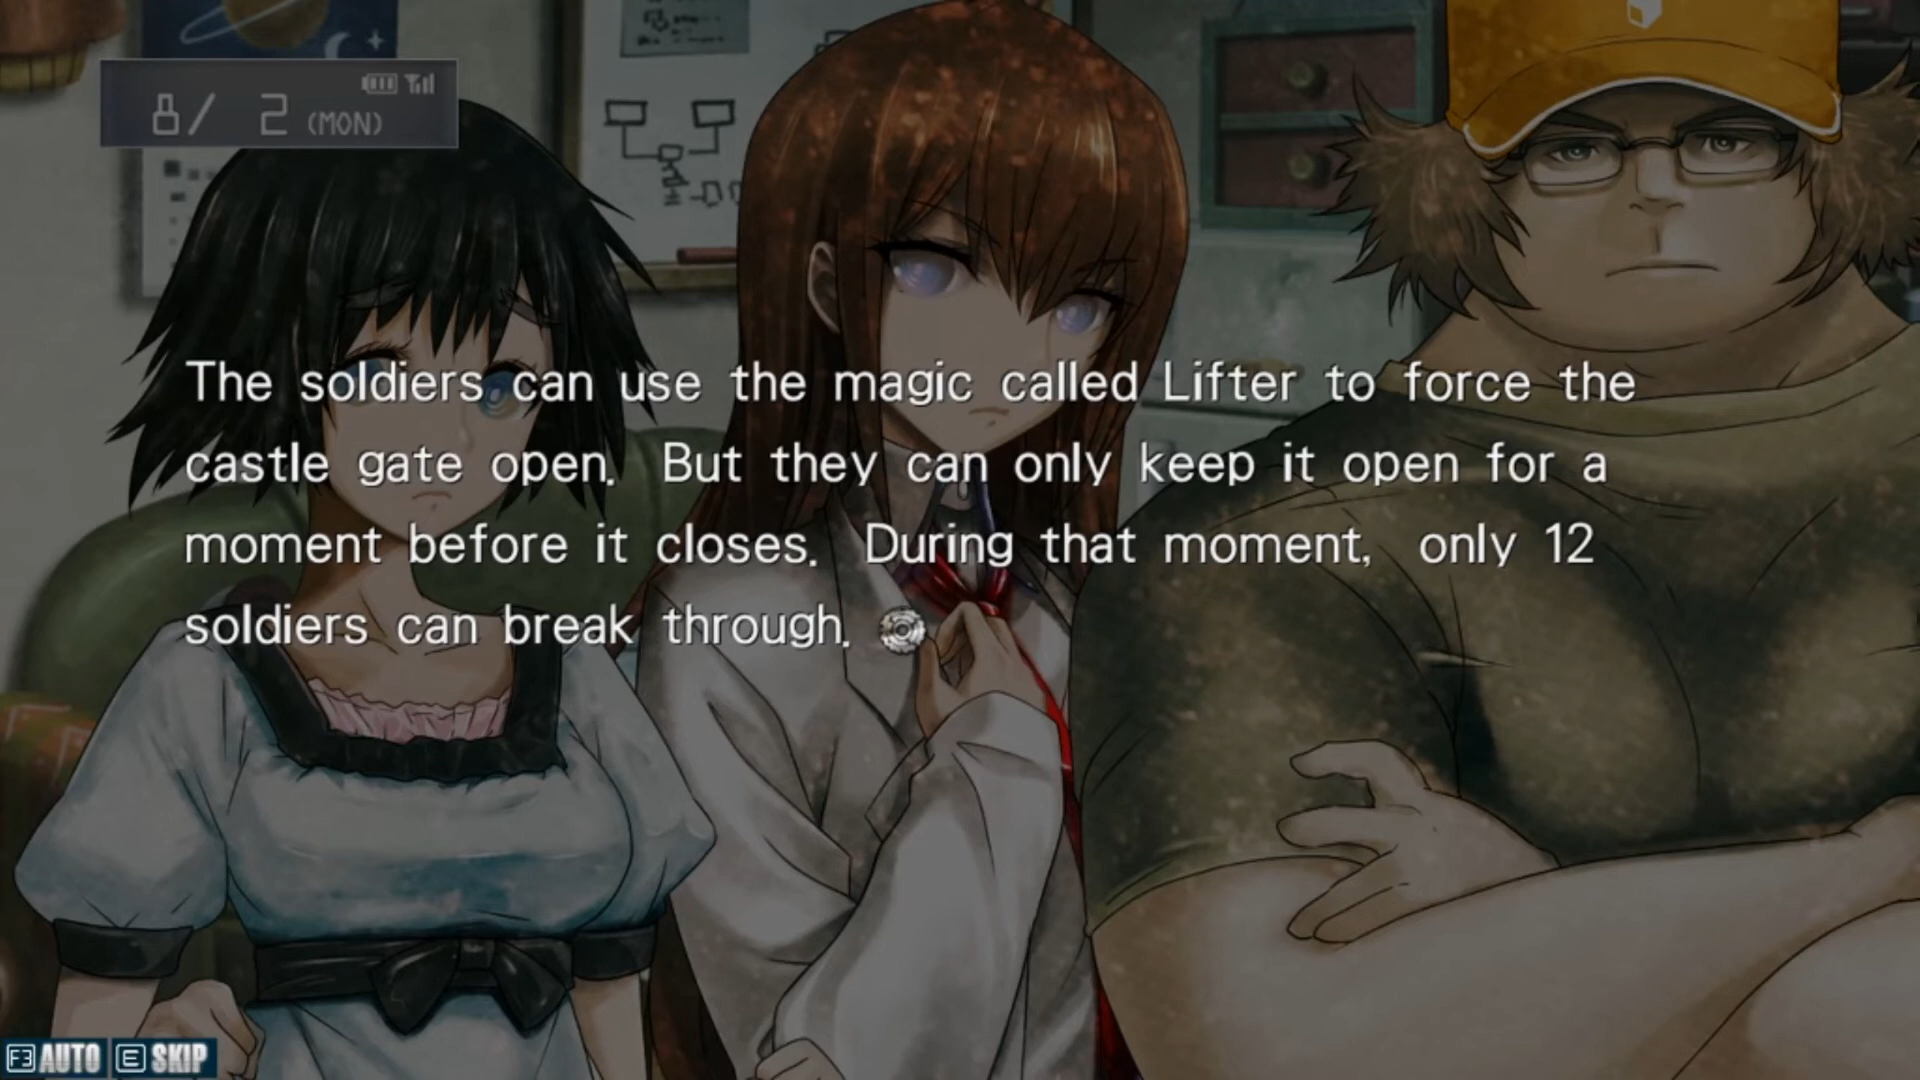 8/ 2 (MON)
The soldiers can use the magic called Lifter to force the
castle gate open. But they can only keep it open for a
moment before it closes. During that moment, only 12
soldiers can break through.
F3 AUTO E SKIP